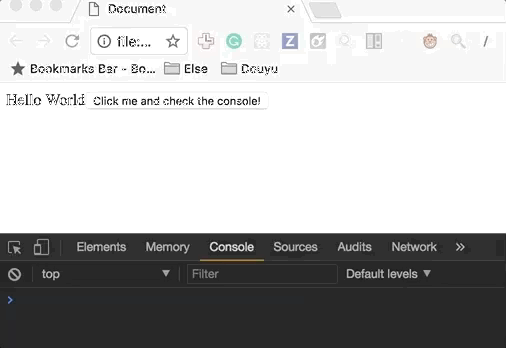 Document
file:...
Bookmarks Bar - Bo... Else Douyu
Hello World Click me and check the console!
Elements Memory Console Sources Audits Network
top Filter Default levels